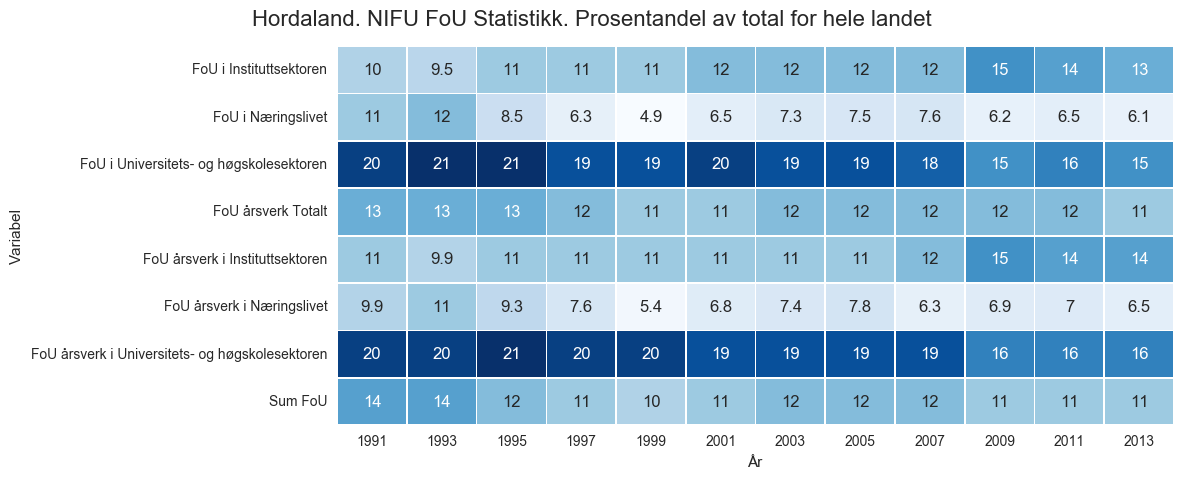 Hordaland. NIFU FoU Statistikk. Prosentandel av total for hele landet
Variabel
FoU i Instituttsektoren 10 9.5 11 11 11 12 12 12 12 15 14 13
FoU i Næringslivet 11 12 8.5 6.3 4.9 6.5 7.3 7.5 7.6 6.2 6.5 6.1
FoU i Universitets- og høgskolesektoren 20 21 21 19 19 20 19 19 18 15 16 15
FoU årsverk Totalt 13 13 13 12 11 11 12 12 12 12 12 11
FoU årsverk i Instituttsektoren 11 9.9 11 11 11 11 11 11 12 15 14 14
FoU årsverk i Næringslivet 9.9 11 9.3 7.6 5.4 6.8 7.4 7.8 6.3 6.9 7 6.5
FoU årsverk i Universitets- og høgskolesektoren 20 20 21 20 20 19 19 19 19 16 16 16
Sum FoU 14 14 12 11 10 11 12 12 12 11 11 11
1991 1993 1995 1997 1999 2001 2003 2005 2007 2009 2011 2013
År